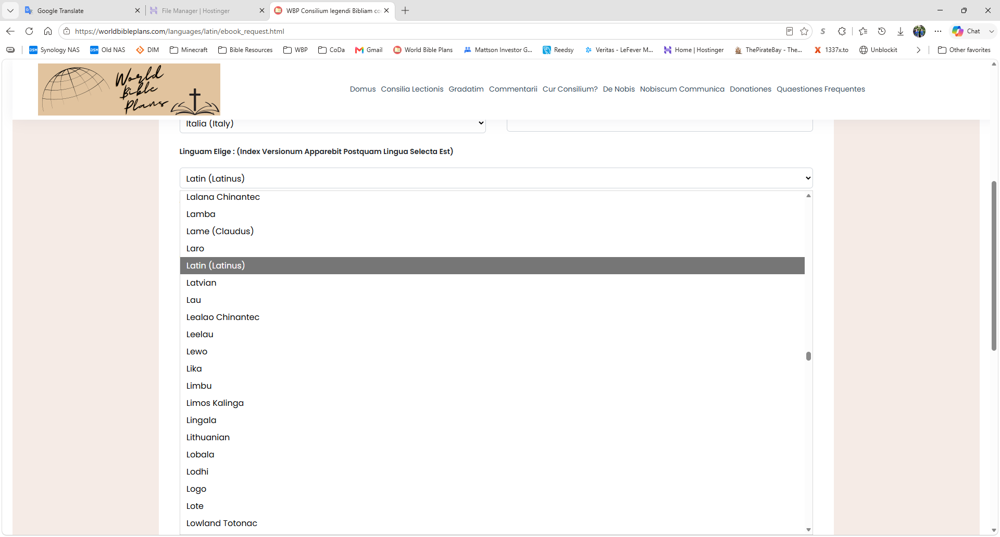 Google Translate
File Manager | Hostinger
WBP Consilium legendi Bibliam co
https://worldbibleplans.com/languages/latin/ebook_request.html
Chat
Synology NAS
Old NAS
DIM
Minecraft
Bible Resources
WBP
CoDa
Gmail
World Bible Plans
Mattson Investor G...
Reedsy
Veritas - LeFever M...
Home | Hostinger
ThePirateBay - The...
1337x.to
Unblockit
Other favorites
World
Bible
Plans
Domus Consilia Lectionis Gradatim Commentarii Cur Consilium? De Nobis Nobiscum Communica Donationes Quaestiones Frequentes
Italia (Italy)
Linguam Elige : (Index Versionum Apparebit Postquam Lingua Selecta Est)
Latin (Latinus)
Lalana Chinantec
Lamba
Lame (Claudus)
Laro
Latin (Latinus)
Latvian
Lau
Lealao Chinantec
Leelau
Lewo
Lika
Limbu
Limos Kalinga
Lingala
Lithuanian
Lobala
Lodhi
Logo
Lote
Lowland Totonac